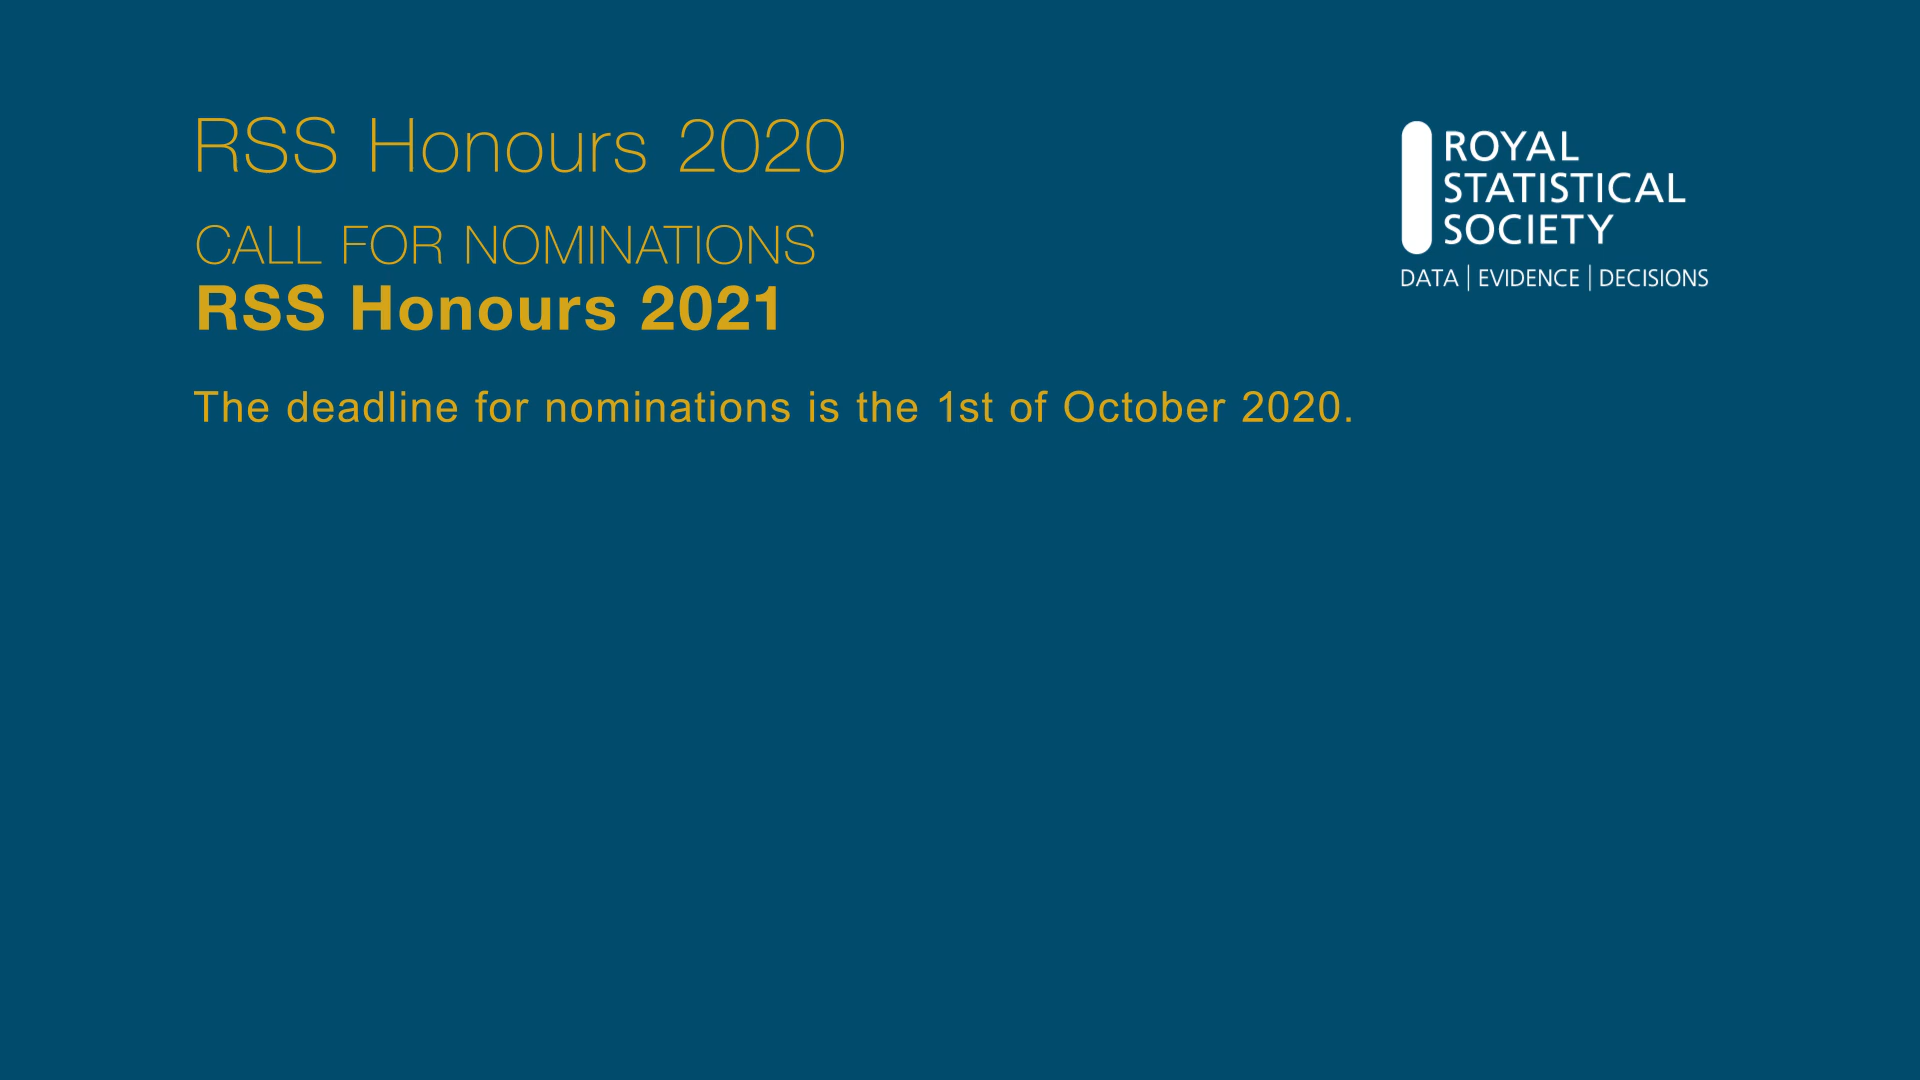 RSS Honours 2020
CALL FOR NOMINATIONS
RSS Honours 2021
The deadline for nominations is the 1st of October 2020.
ROYAL
STATISTICAL
SOCIETY
DATA | EVIDENCE | DECISIONS